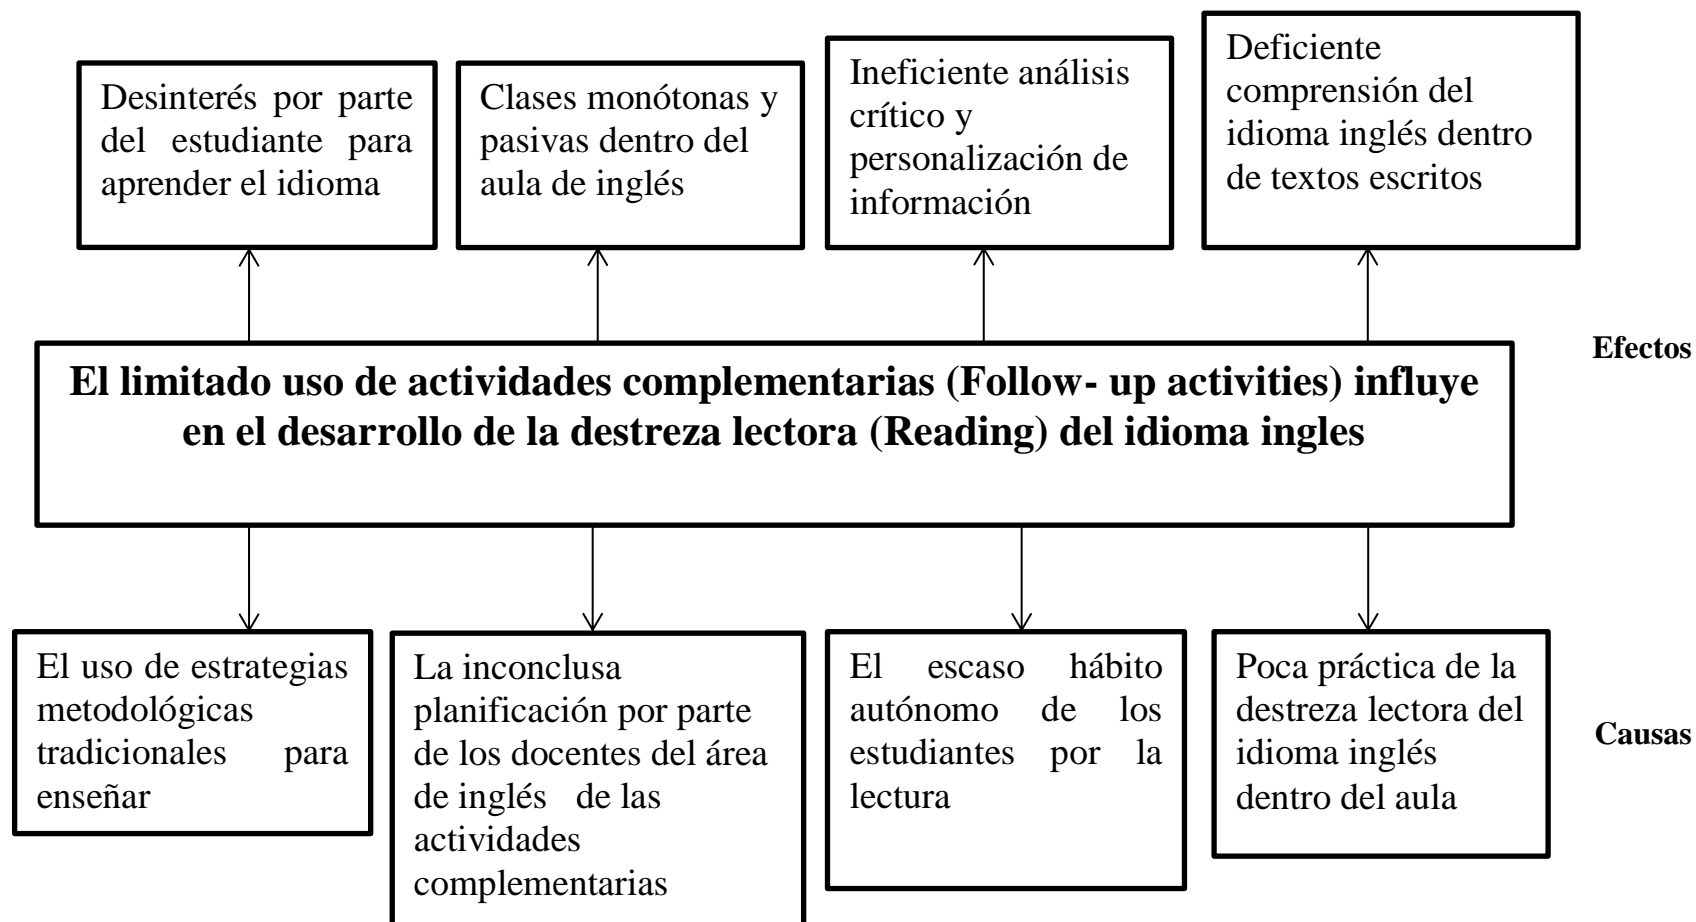 Desinterés por parte
del estudiante para
aprender el idioma
Clases monótonas y
pasivas dentro del
aula de inglés
Ineficiente análisis
crítico y
personalización de
información
Deficiente
comprensión del
idioma inglés dentro
de textos escritos
Efectos
El limitado uso de actividades complementarias (Follow- up activities) influye
en el desarrollo de la destreza lectora (Reading) del idioma ingles
El uso de estrategias
metodológicas
tradicionales para
enseñar
La inconclusa
planificación por parte
de los docentes del área
de inglés de las
actividades
complementarias
El escaso hábito
autónomo de los
estudiantes por la
lectura
Poca práctica de la
destreza lectora del
idioma inglés
dentro del aula
Causas